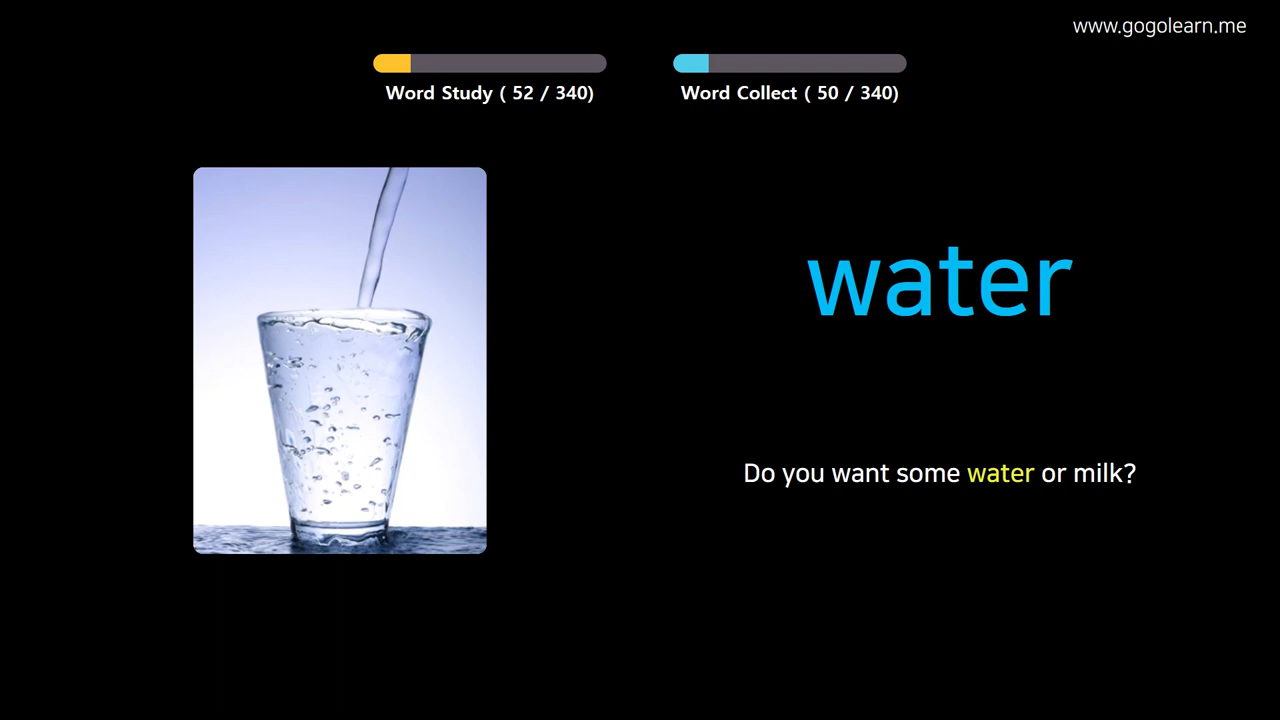 www.gogolearn.me
Word Study ( 52 / 340)
Word Collect ( 50 / 340)
water
Do you want some water or milk?